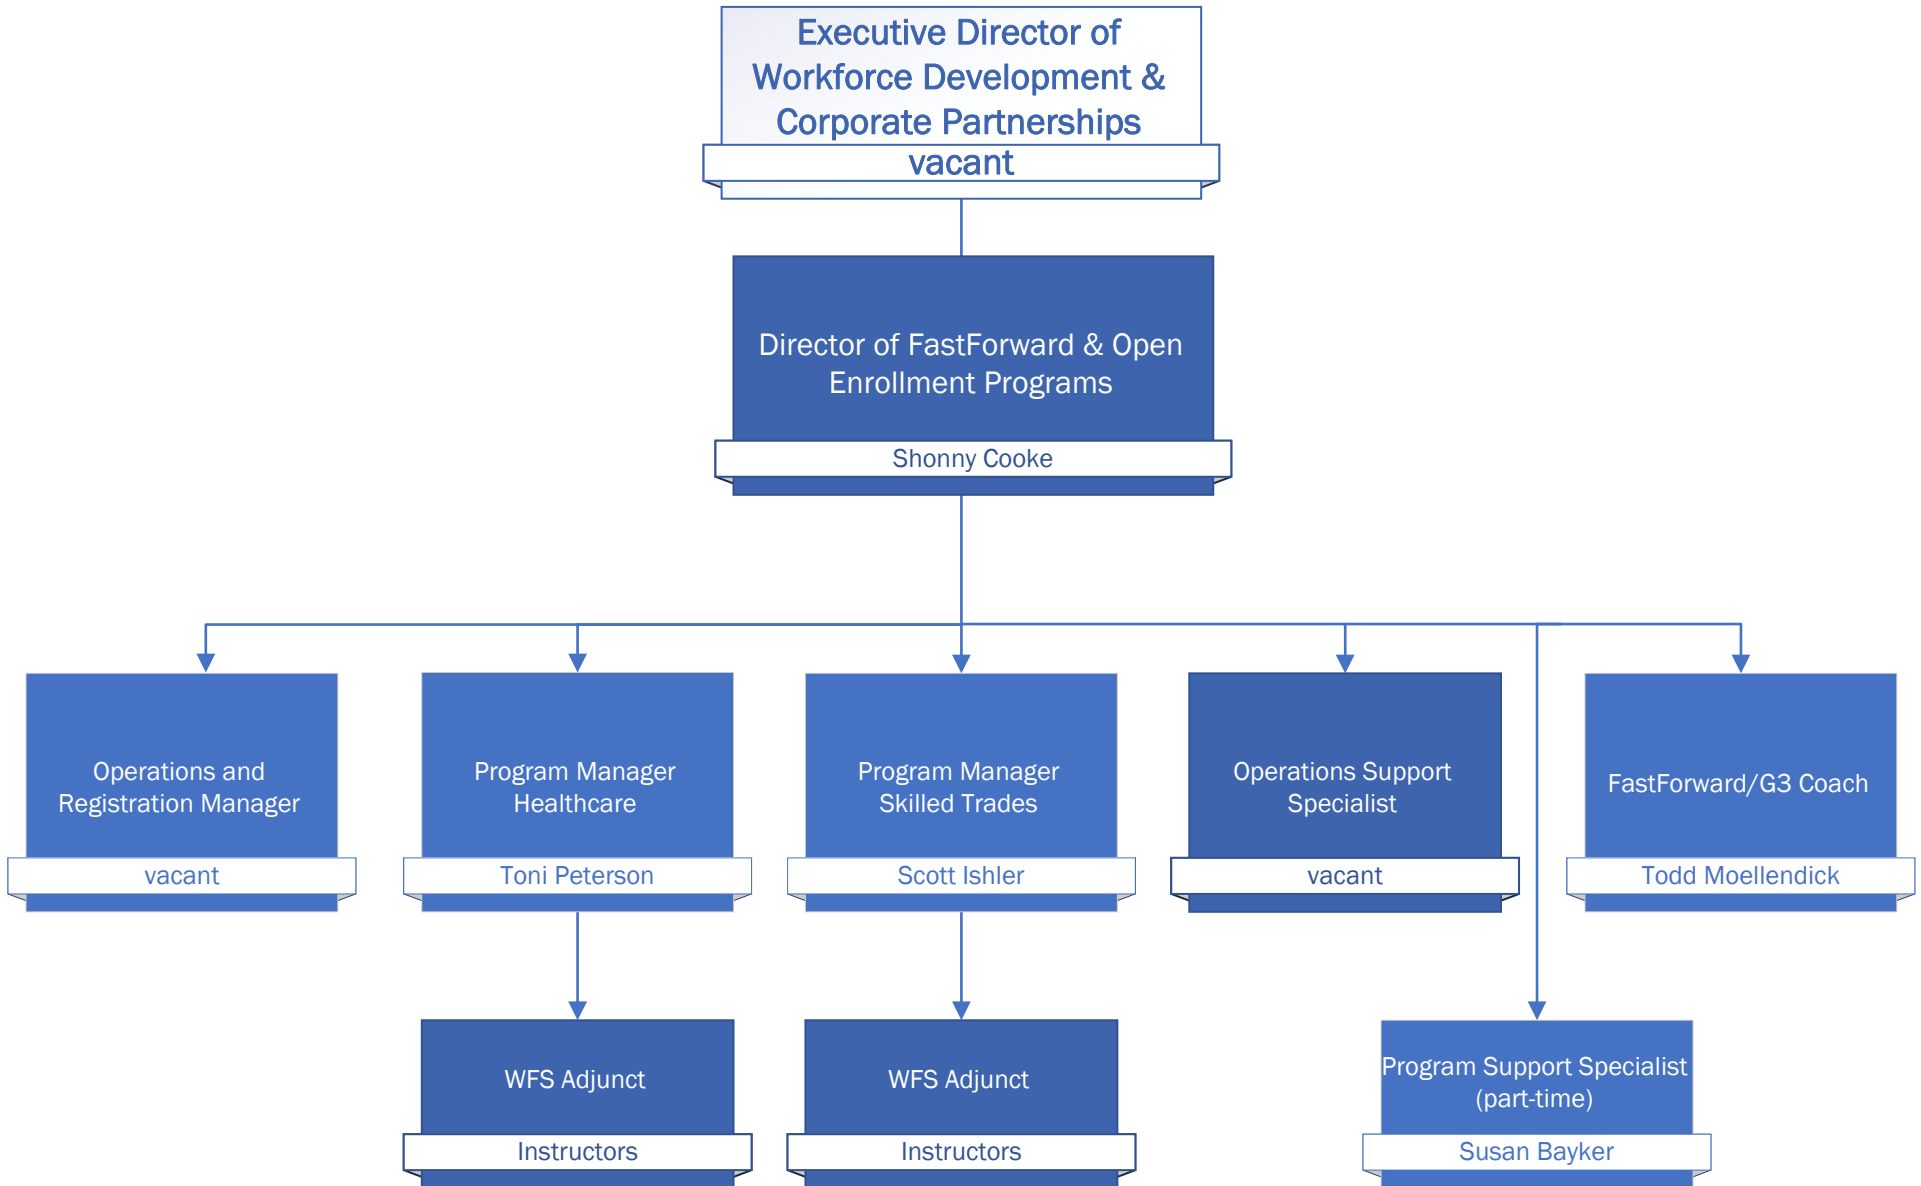 Executive Director of
Workforce Development &
Corporate Partnerships
vacant
Director of FastForward & Open
Enrollment Programs
Shonny Cooke
Operations and
Registration Manager
vacant
Program Manager
Healthcare
Toni Peterson
Program Manager
Skilled Trades
Scott Ishler
Operations Support
Specialist
vacant
FastForward/G3 Coach
Todd Moellendick
WFS Adjunct
Instructors
WFS Adjunct
Instructors
Program Support Specialist
(part-time)
Susan Bayker